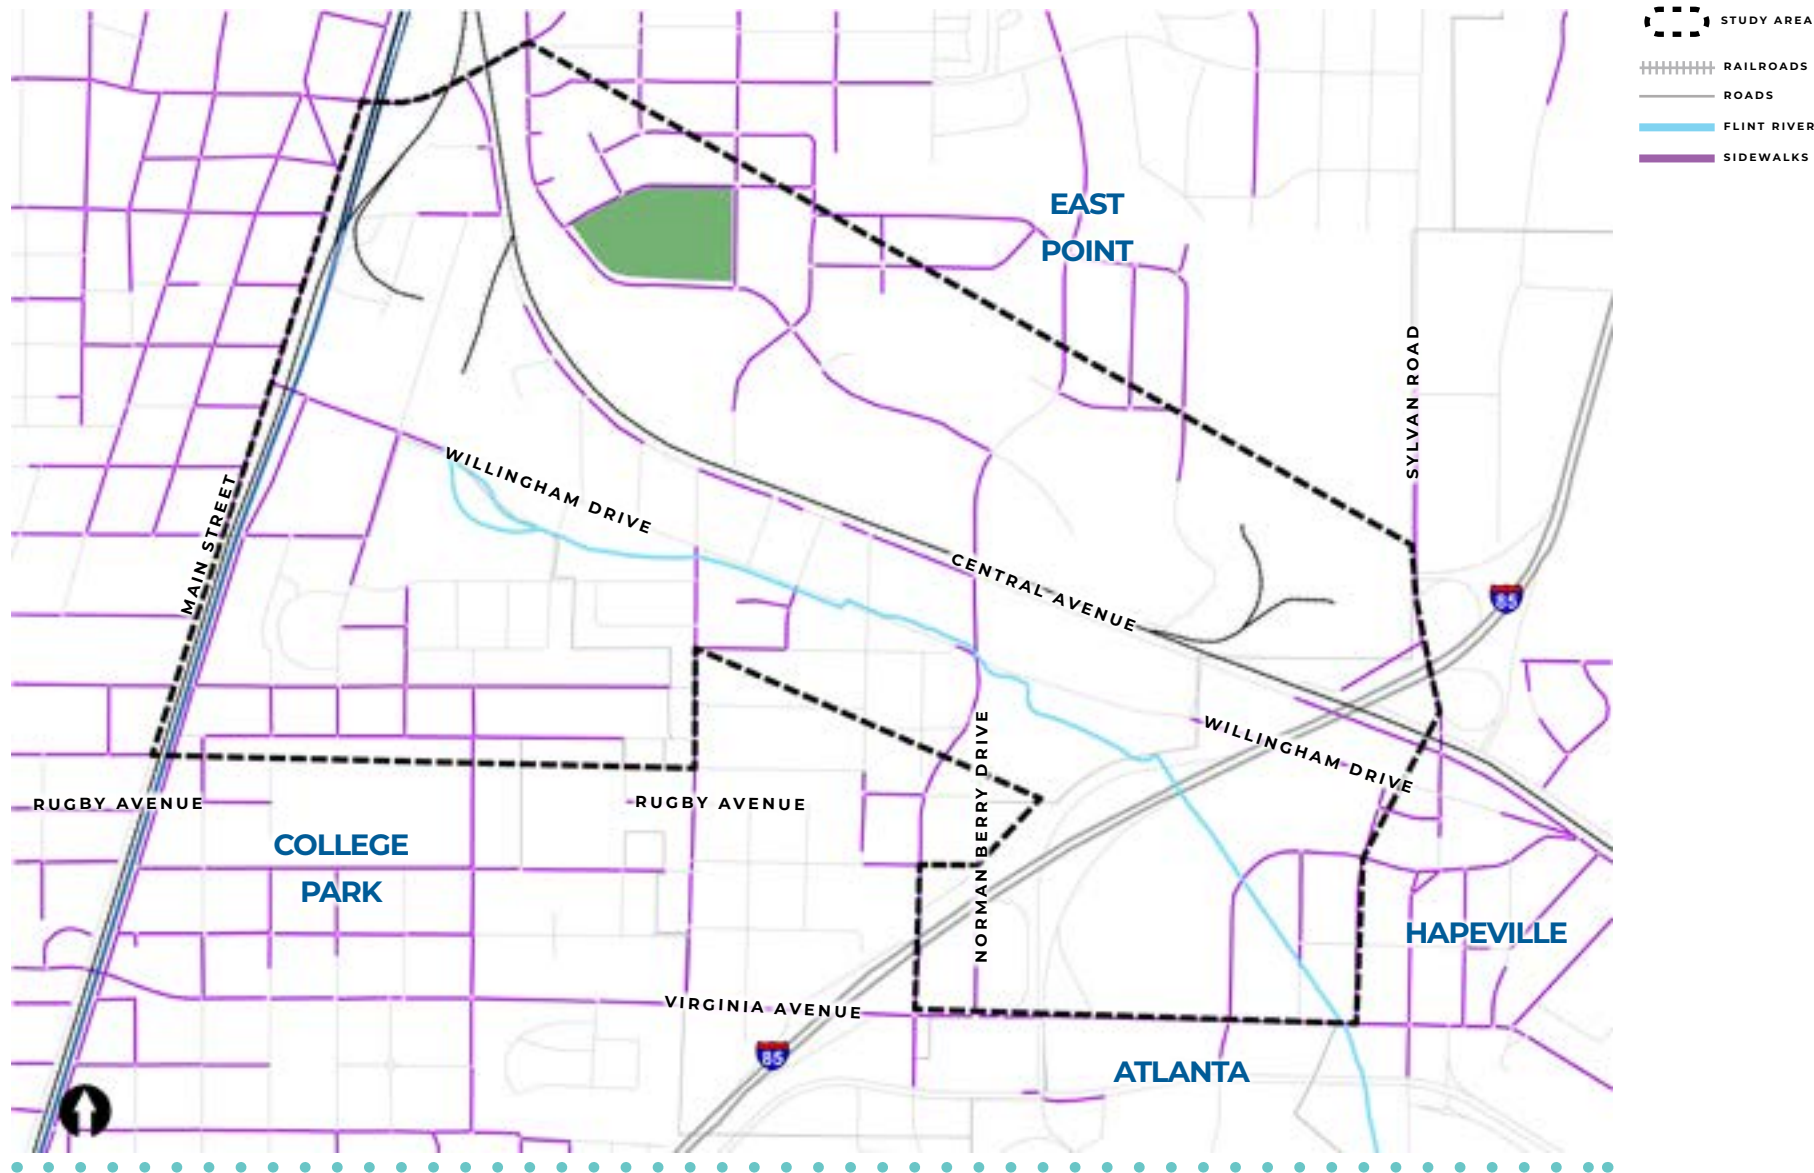 STUDY AREA
RAILROADS
ROADS
FLINT RIVER
SIDEWALKS
EAST
POINT
SYLVAN ROAD
WILLINGHAM DRIVE
MAIN STREET
CENTRAL AVENUE
85
NORMAN BERRY DRIVE
WILLINGHAM DRIVE
RUGBY AVENUE
RUGBY AVENUE
COLLEGE
PARK
HAPEVILLE
VIRGINIA AVENUE
85
ATLANTA